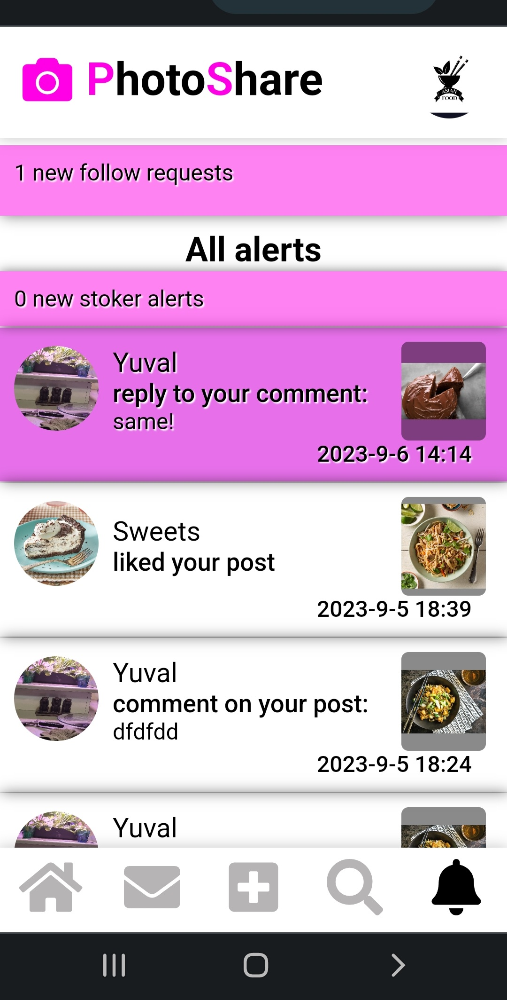 PhotoShare
ASIAN
FOOD
1 new follow requests
All alerts
0 new stoker alerts
Yuval
reply to your comment:
same!
2023-9-6 14:14
Sweets
liked your post
2023-9-5 18:39
Yuval
comment on your post:
dfdfdd
2023-9-5 18:24
Yuval